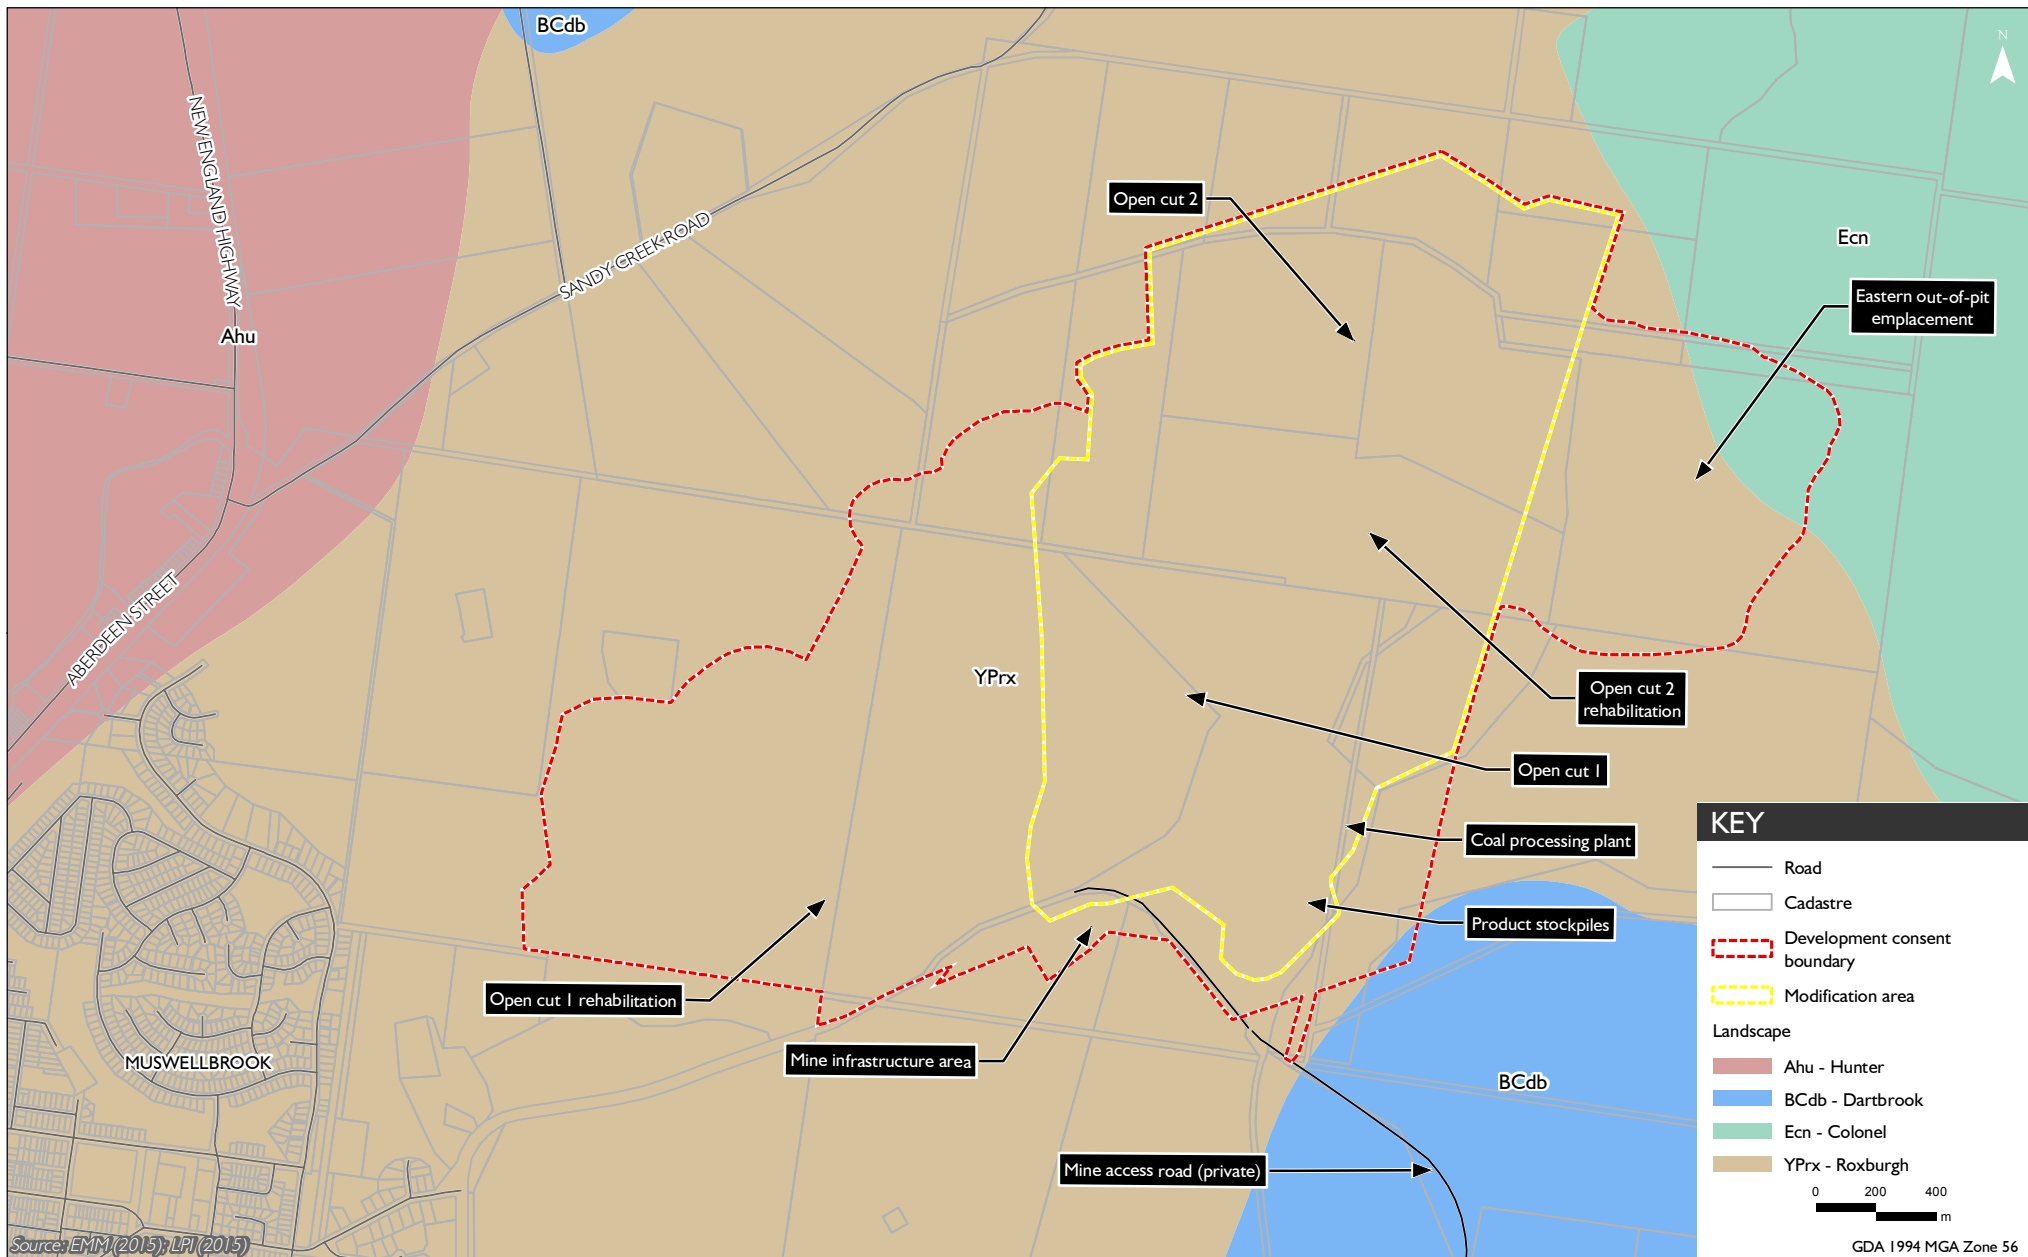 BCdb
N
NEW ENGLAND HIGHWAY
Open cut 2
SANDY CREEK ROAD
Ecn
Eastern out-of-pit
emplacement
Ahu
ABERDEEN STREET
YPrx
Open cut 2
rehabilitation
Open cut 1
Coal processing plant
Product stockpiles
Open cut 1 rehabilitation
Mine infrastructure area
MUSWELLBROOK
BCdb
Mine access road (private)
KEY
Road
Cadastre
Development consent
boundary
Modification area
Landscape
Ahu - Hunter
BCdb - Dartbrook
Ecn - Colonel
YPrx - Roxburgh
0 200 400
m
GDA 1994 MGA Zone 56
Source: EMM (2015); LPI (2015)